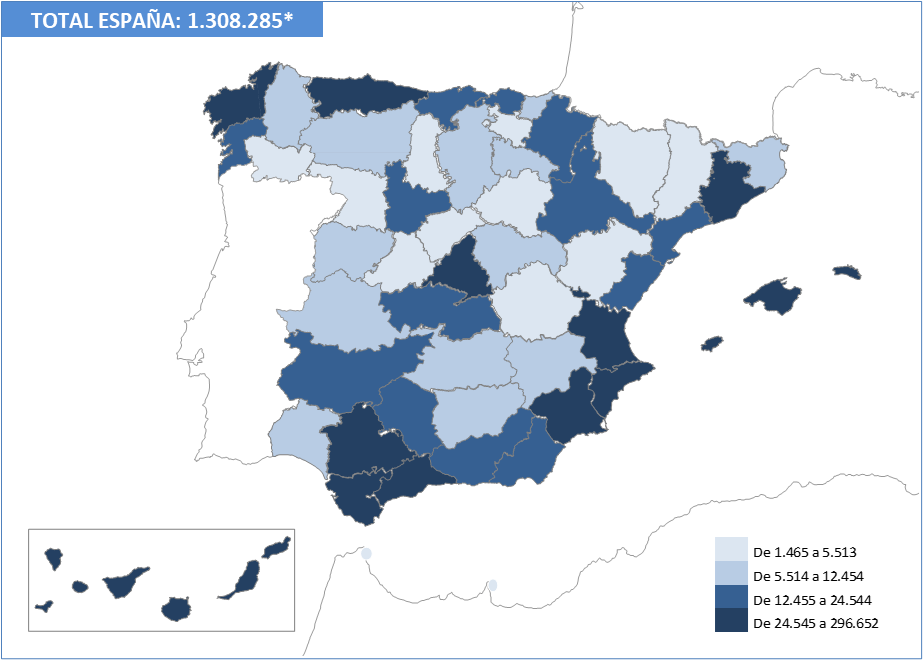 TOTAL ESPAÑA: 1.308.285*
De 1.465 a 5.513
De 5.514 a 12.454
De 12.455 a 24.544
De 24.545 a 296.652